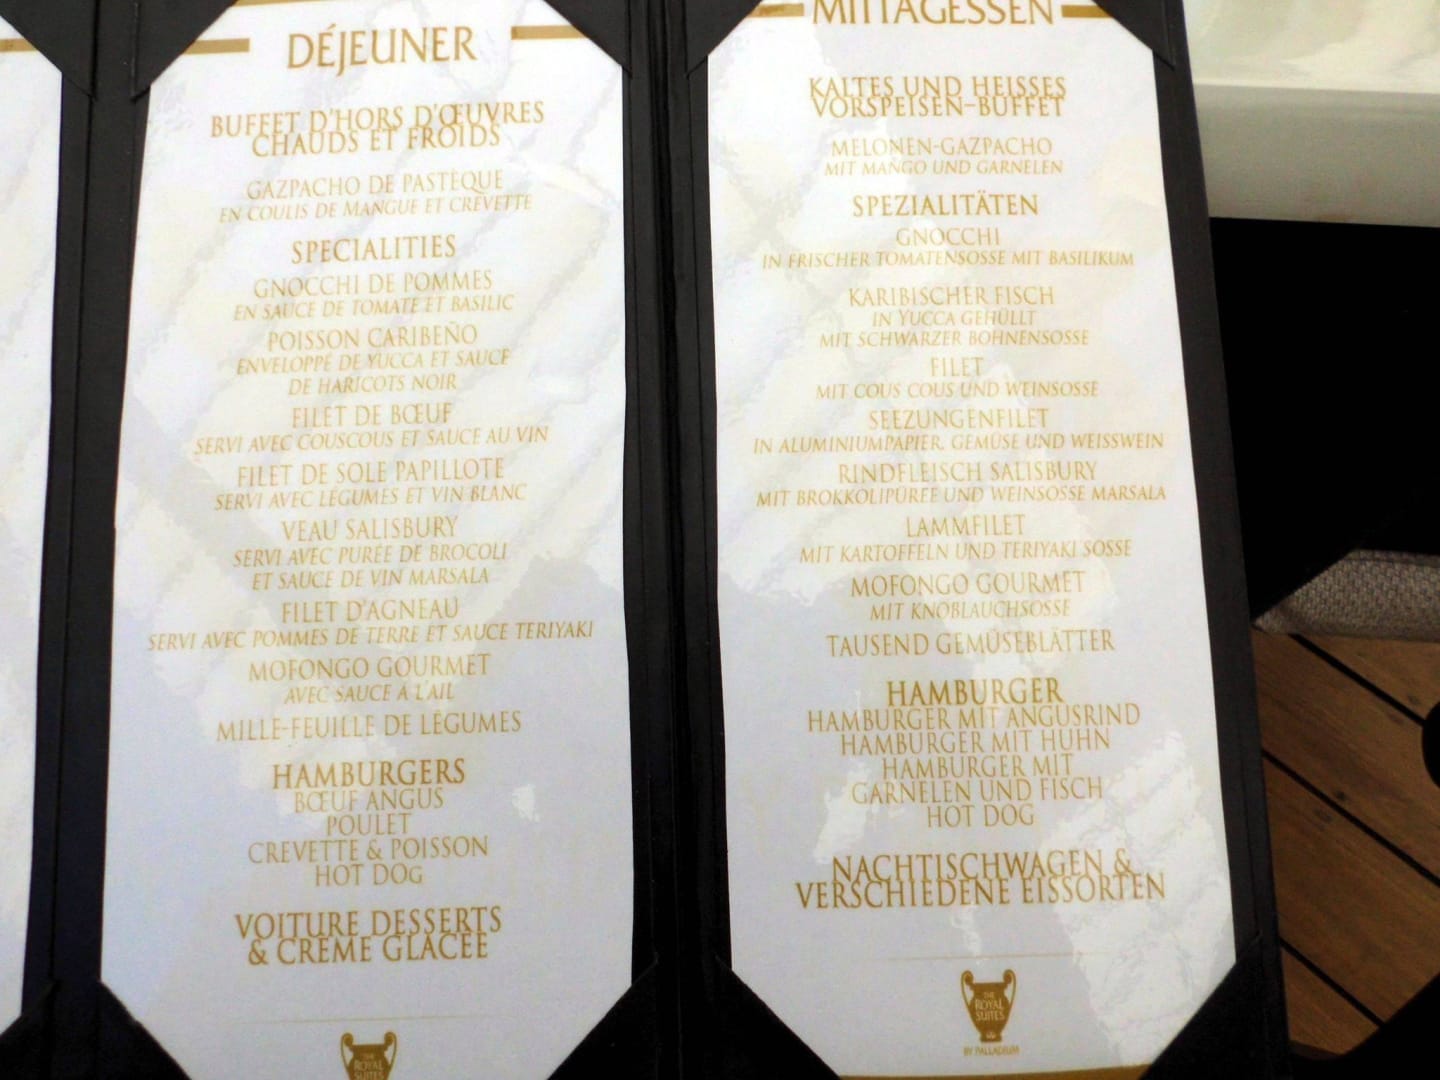 DÉJEUNER
BUFFET D'HORS D'ŒUVRES
CHAUDS ET FROIDS
GAZPACHO DE PASTÈQUE
EN COULIS DE MANGUE ET CREVETTE
SPECIALITIES
GNOCCHI DE POMMES
EN SAUCE DE TOMATE ET BASILIC
POISSON CARIBEÑO
ENVELOPPÉ DE YUCCA ET SAUCE
DE HARICOTS NOIR
FILET DE BŒUF
SERVI AVEC COUSCOUS ET SAUCE AU VIN
FILET DE SOLE PAPILLOTE
SERVI AVEC LÉGUMES ET VIN BLANC
VEAU SALISBURY
SERVI AVEC PURÉE DE BROCOLI
ET SAUCE DE VIN MARSALA
FILET D'AGNEAU
SERVI AVEC POMMES DE TERRE ET SAUCE TERIYAKI
MOFONGO GOURMET
AVEC SAUCE À L'AIL
MILLE-FEUILLE DE LÉGUMES
HAMBURGERS
BŒUF ANGUS
POULET
CREVETTE & POISSON
HOT DOG
VOITURE DESSERTS
& CRÈME GLACÉE
THE
ROYAL
SUITES
MITTAGESSEN
KALTES UND HEISSES
VORSPEISEN-BUFFET
MELONEN-GAZPACHO
MIT MANGO UND GARNELEN
SPEZIALITÄTEN
GNOCCHI
IN FRISCHER TOMATENSOSSE MIT BASILIKUM
KARIBISCHER FISCH
IN YUCCA GEHÜLLT
MIT SCHWARZER BOHNENSOSSE
FILET
MIT COUS COUS UND WEINSOSSE
SEEZUNGENFILET
IN ALUMINIUMPAPIER, GEMÜSE UND WEISSWEIN
RINDFLEISCH SALISBURY
MIT BROKKOLIPÜREE UND WEINSOSSE MARSALA
LAMMFILET
MIT KARTOFFELN UND TERIYAKI SOSSE
MOFONGO GOURMET
MIT KNOBLAUCHSOSSE
TAUSEND GEMÜSEBLÄTTER
HAMBURGER
HAMBURGER MIT ANGUSRIND
HAMBURGER MIT HUHN
HAMBURGER MIT
GARNELEN UND FISCH
HOT DOG
NACHTISCHWAGEN &
VERSCHIEDENE EISSORTEN
THE
ROYAL
SUITES
BY PALLADIUM